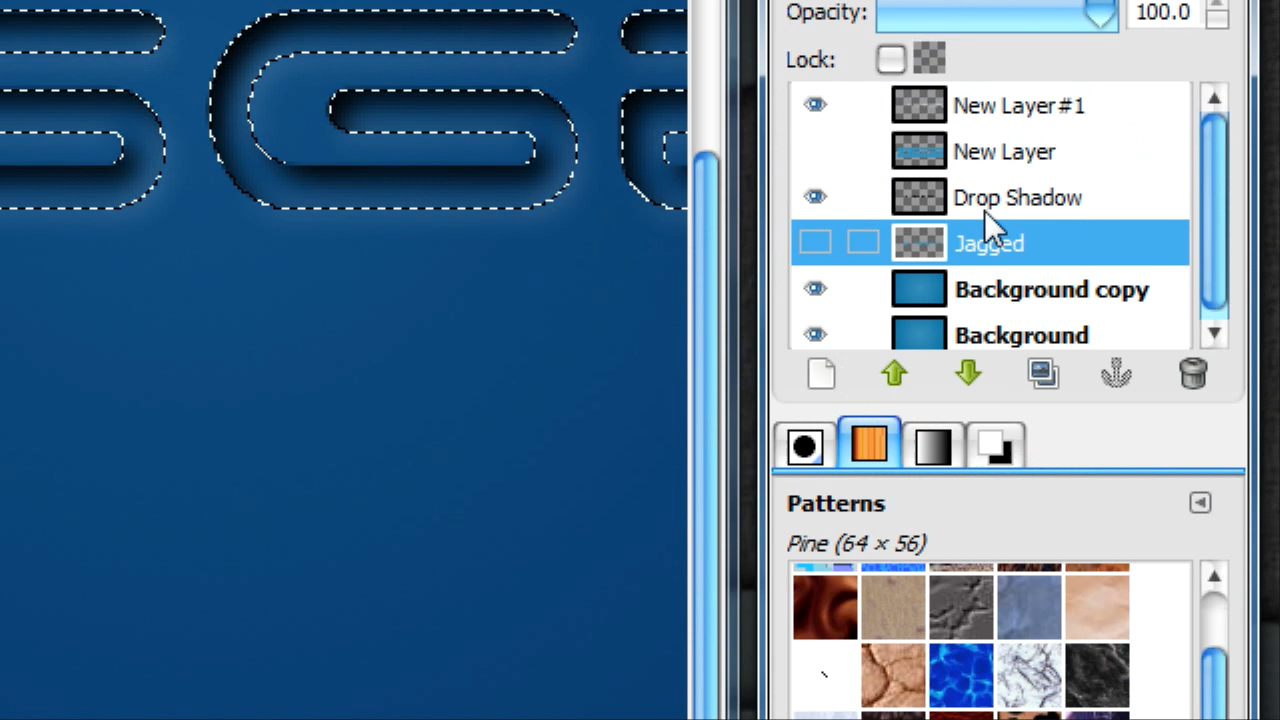 Opacity: 100.0
Lock:
New Layer#1
New Layer
Drop Shadow
Jagged
Background copy
Background
Patterns
Pine (64 × 56)